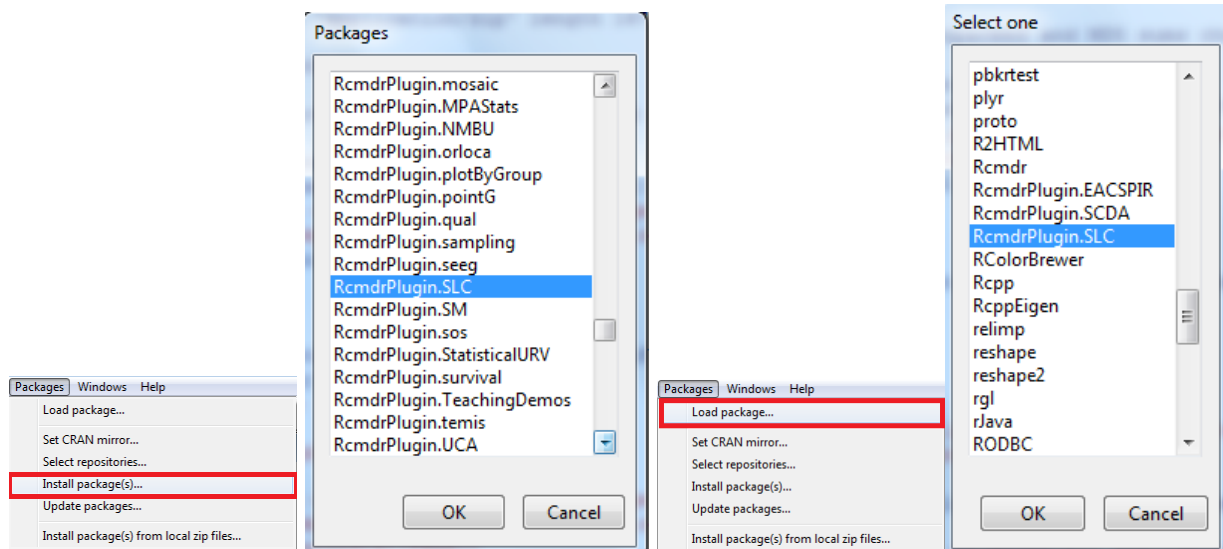 Packages Windows Help
Load package...
Set CRAN mirror...
Select repositories...
Install package(s)...
Update packages...
Install package(s) from local zip files...
Packages
RcmdrPlugin.mosaic
RcmdrPlugin.MPAStats
RcmdrPlugin.NMBU
RcmdrPlugin.orloca
RcmdrPlugin.plotByGroup
RcmdrPlugin.pointG
RcmdrPlugin.qual
RcmdrPlugin.sampling
RcmdrPlugin.seeg
RcmdrPlugin.SLC
RcmdrPlugin.SM
RcmdrPlugin.sos
RcmdrPlugin.StatisticalURV
RcmdrPlugin.survival
RcmdrPlugin.TeachingDemos
RcmdrPlugin.temis
RcmdrPlugin.UCA
OK Cancel
Packages Windows Help
Load package...
Set CRAN mirror...
Select repositories...
Install package(s)...
Update packages...
Install package(s) from local zip files...
Select one
pbkrtest
plyr
proto
R2HTML
Rcmdr
RcmdrPlugin.EACSPIR
RcmdrPlugin.SCDA
RcmdrPlugin.SLC
RColorBrewer
Rcpp
RcppEigen
relimp
reshape
reshape2
rgl
rJava
RODBC
OK Cancel